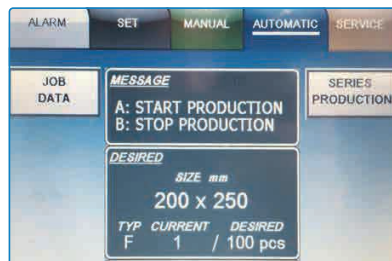 ALARM
SET
MANUAL
AUTOMATIC
SERVICE
JOB
DATA
MESSAGE
A: START PRODUCTION
B: STOP PRODUCTION
SERIES
PRODUCTION
DESIRED
SIZE mm
200 x 250
TYP CURRENT DESIRED
F 1 / 100 pcs